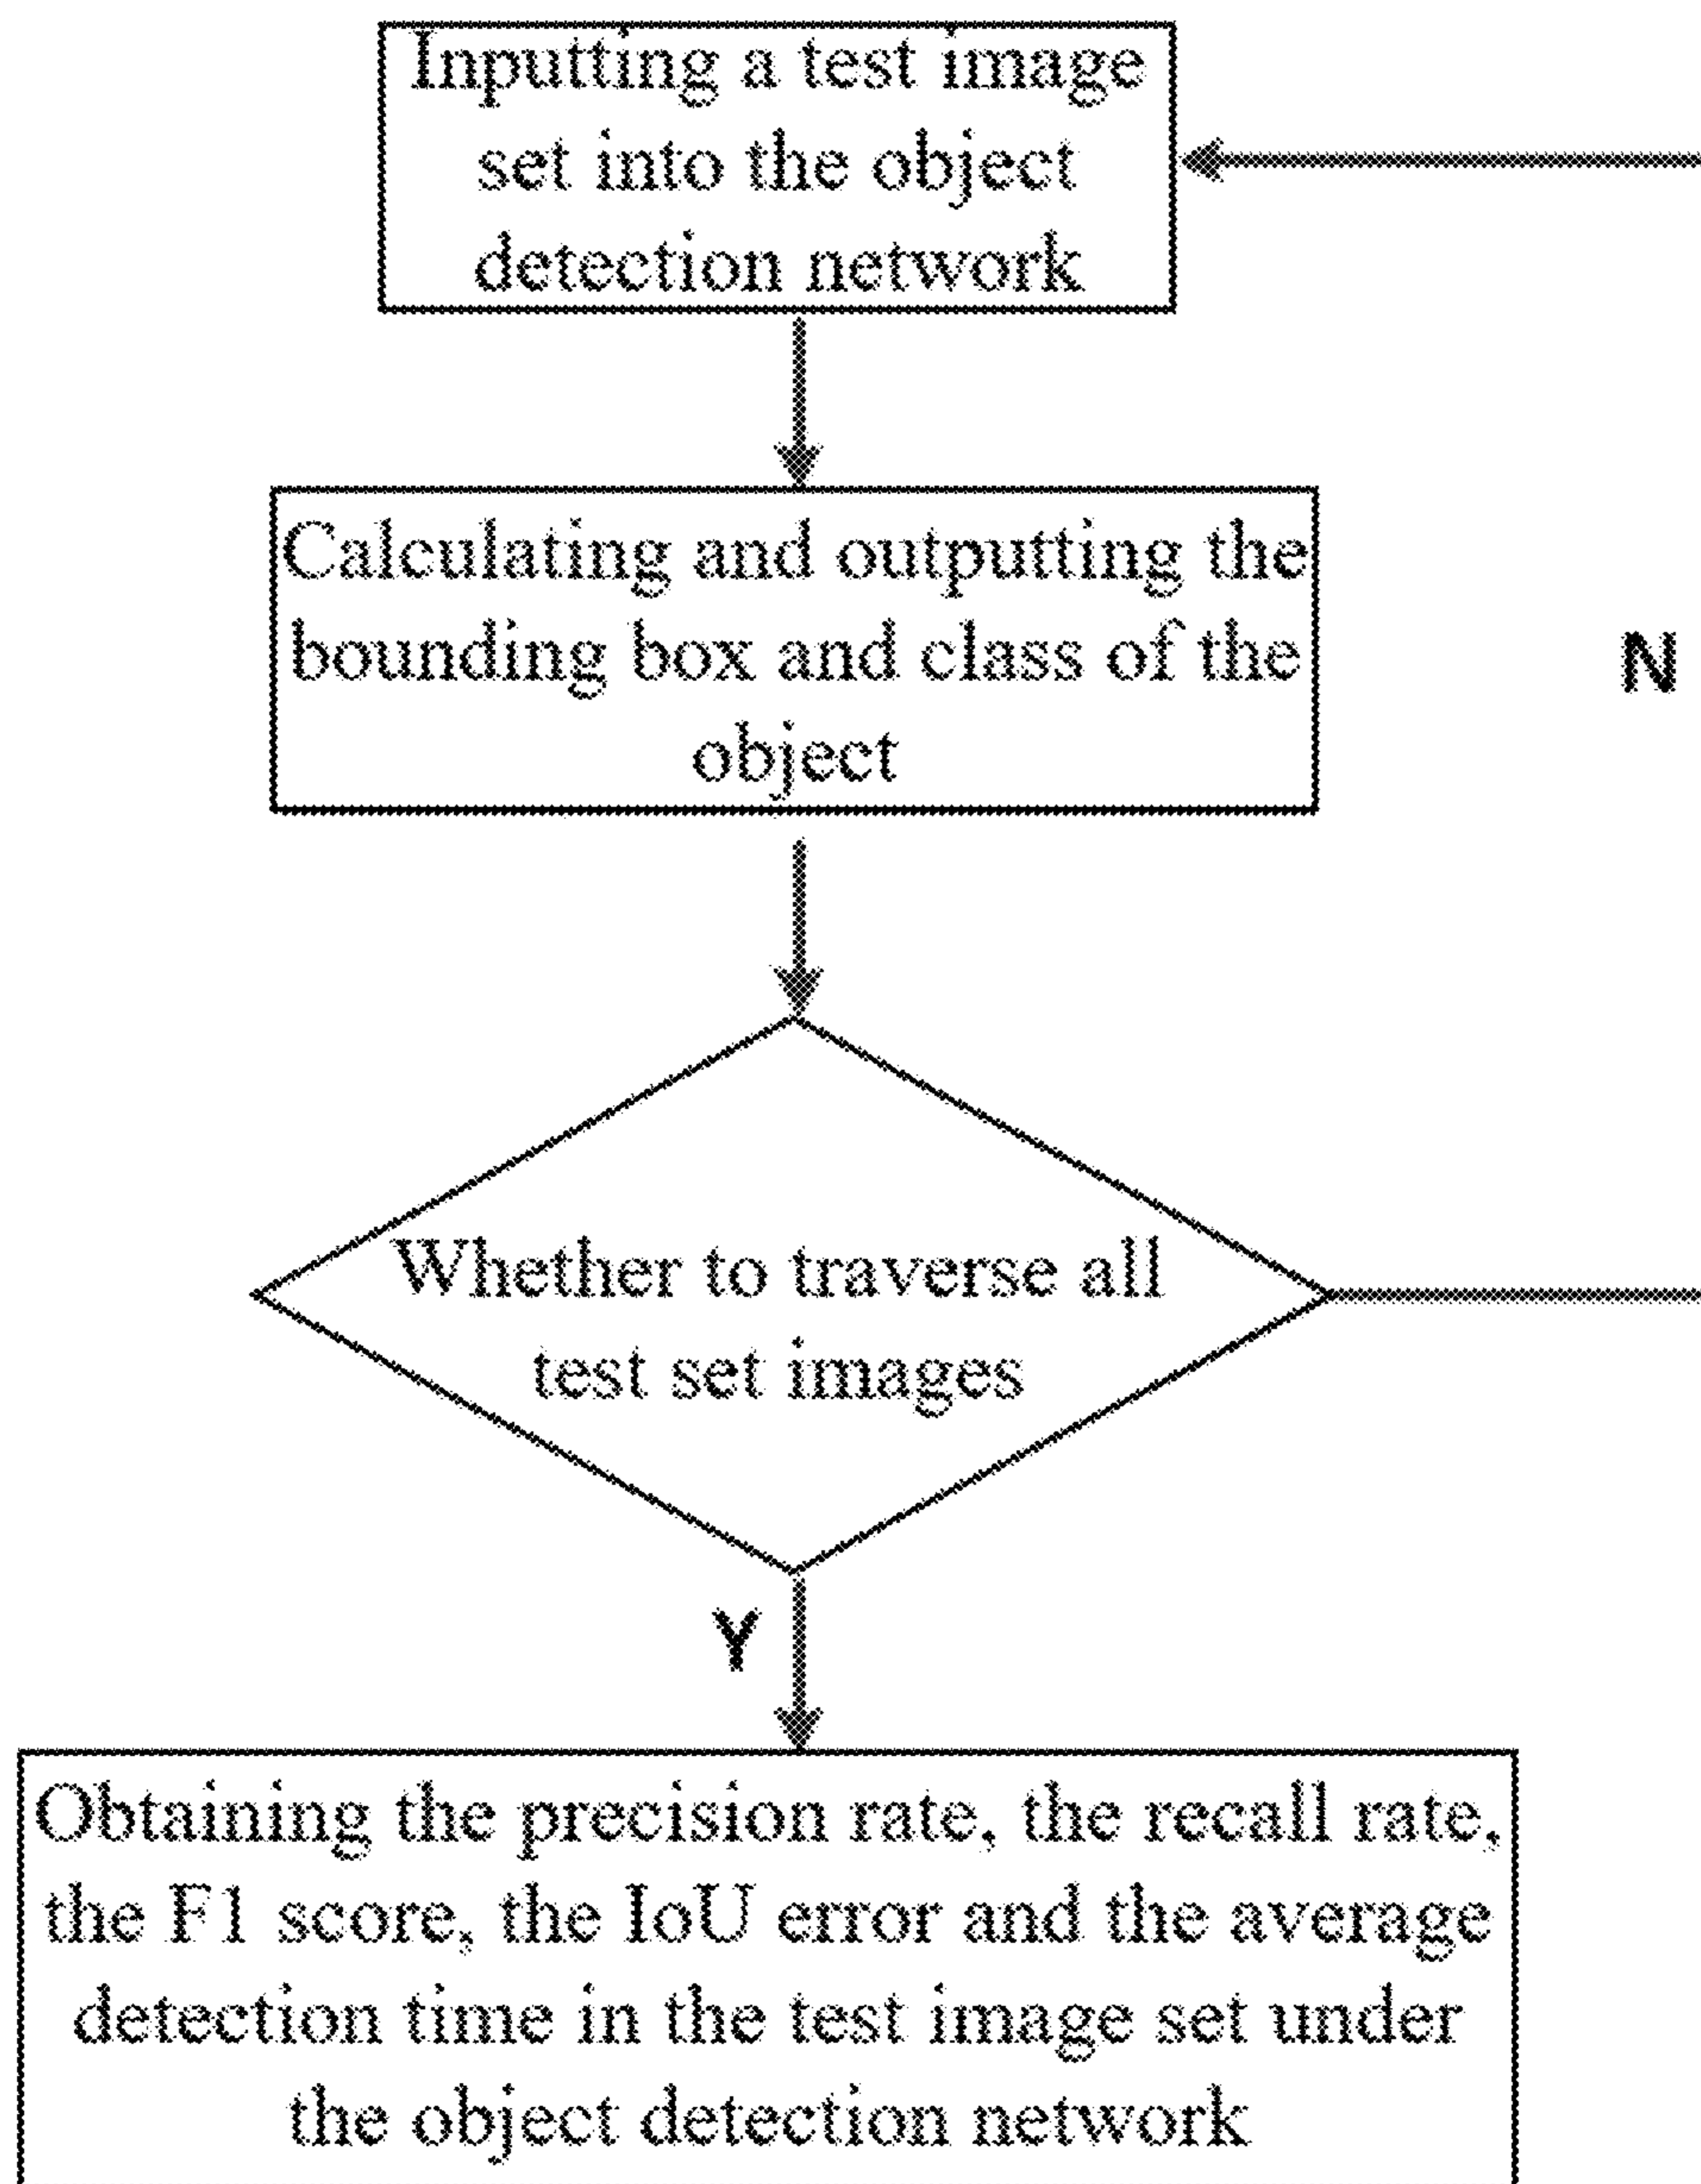 Inputting a test image
set into the object
detection network
Calculating and outputting the
bounding box and class of the
object
N
Whether to traverse all
test set images
Y
Obtaining the precision rate, the recall rate,
the F1 score, the IoU error and the average
detection time in the test image set under
the object detection network